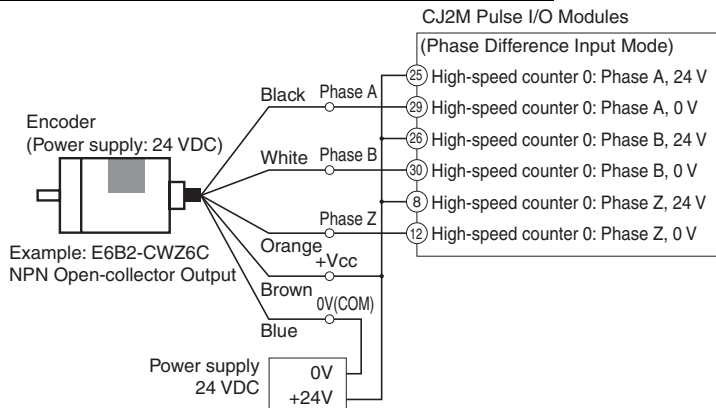 CJ2M Pulse I/O Modules
(Phase Difference Input Mode)
25 High-speed counter 0: Phase A, 24 V
Black Phase A
29 High-speed counter 0: Phase A, 0 V
Encoder
(Power supply: 24 VDC)
26 High-speed counter 0: Phase B, 24 V
White Phase B
30 High-speed counter 0: Phase B, 0 V
8 High-speed counter 0: Phase Z, 24 V
Phase Z
12 High-speed counter 0: Phase Z, 0 V
Orange
Example: E6B2-CWZ6C
NPN Open-collector Output
+Vcc
Brown
0V(COM)
Blue
Power supply
24 VDC
0V
+24V